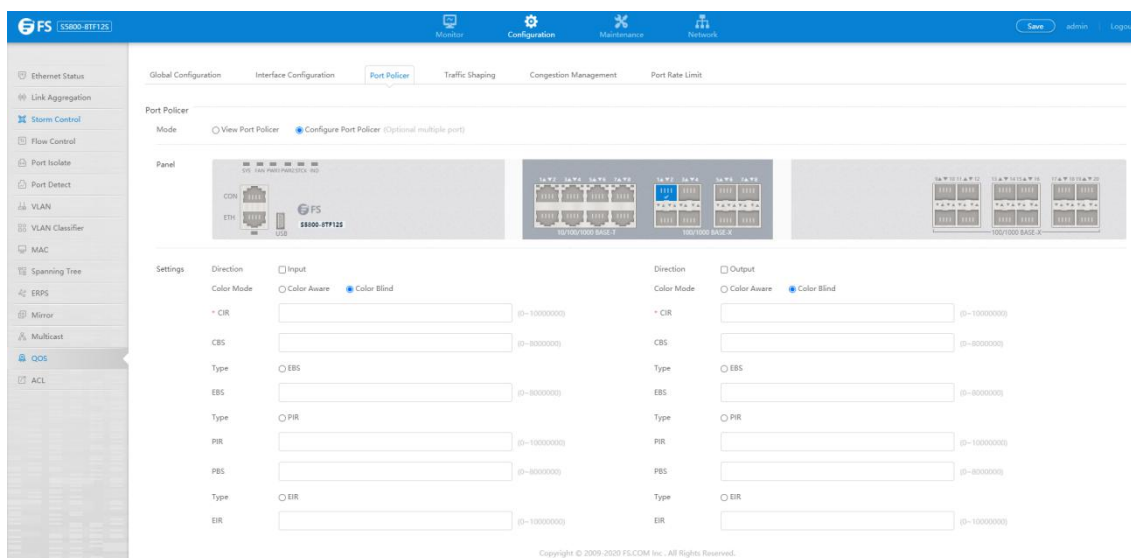 FS S5800-8TF12S
Monitor Configuration Maintenance Network
Save admin Logou
Ethernet Status
Link Aggregation
Storm Control
Flow Control
Port Isolate
Port Detect
VLAN
VLAN Classifier
MAC
Spanning Tree
ERPS
Mirror
Multicast
QOS
ACL
Global Configuration Interface Configuration Port Policer Traffic Shaping Congestion Management Port Rate Limit
Port Policer
Mode View Port Policer Configure Port Policer (Optional multiple port)
Panel
SYS FAN PWR1 PWR2 STCK IND
CON
ETH
USB
FS
S5800-8TF12S
10/100/1000 BASE-T
100/1000 BASE-X
100/1000 BASE-X
Settings Direction Input Direction Output
Color Mode Color Aware Color Blind Color Mode Color Aware Color Blind
* CIR (0~10000000) * CIR (0~10000000)
CBS (0~8000000) CBS (0~8000000)
Type EBS Type EBS
EBS (0~8000000) EBS (0~8000000)
Type PIR Type PIR
PIR (0~10000000) PIR (0~10000000)
PBS (0~8000000) PBS (0~8000000)
Type EIR Type EIR
EIR (0~10000000) EIR (0~10000000)
Copyright © 2009-2020 FS.COM Inc . All Rights Reserved.